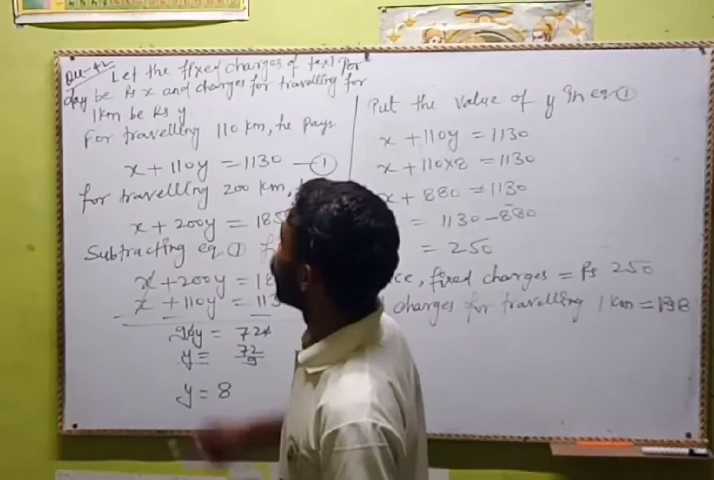 Que-42
Let the fixed charges of taxi per
day be Rs x and charges for travelling for
1km be Rs y.
For travelling 110 km, he pays.
x + 110y = 1130 — ①
for travelling 200 km,
x + 200y = 185
Subtracting eq ①
x + 200y = 18
x + 110y = 113
90y = 720
y = 72/9
y = 8
Put the value of y in eq ①
x + 110y = 1130
x + 110×8 = 1130
x + 880 = 1130
= 1130 - 880
= 250
fixed charges = Rs 250
charges for travelling 1 km = Rs 8